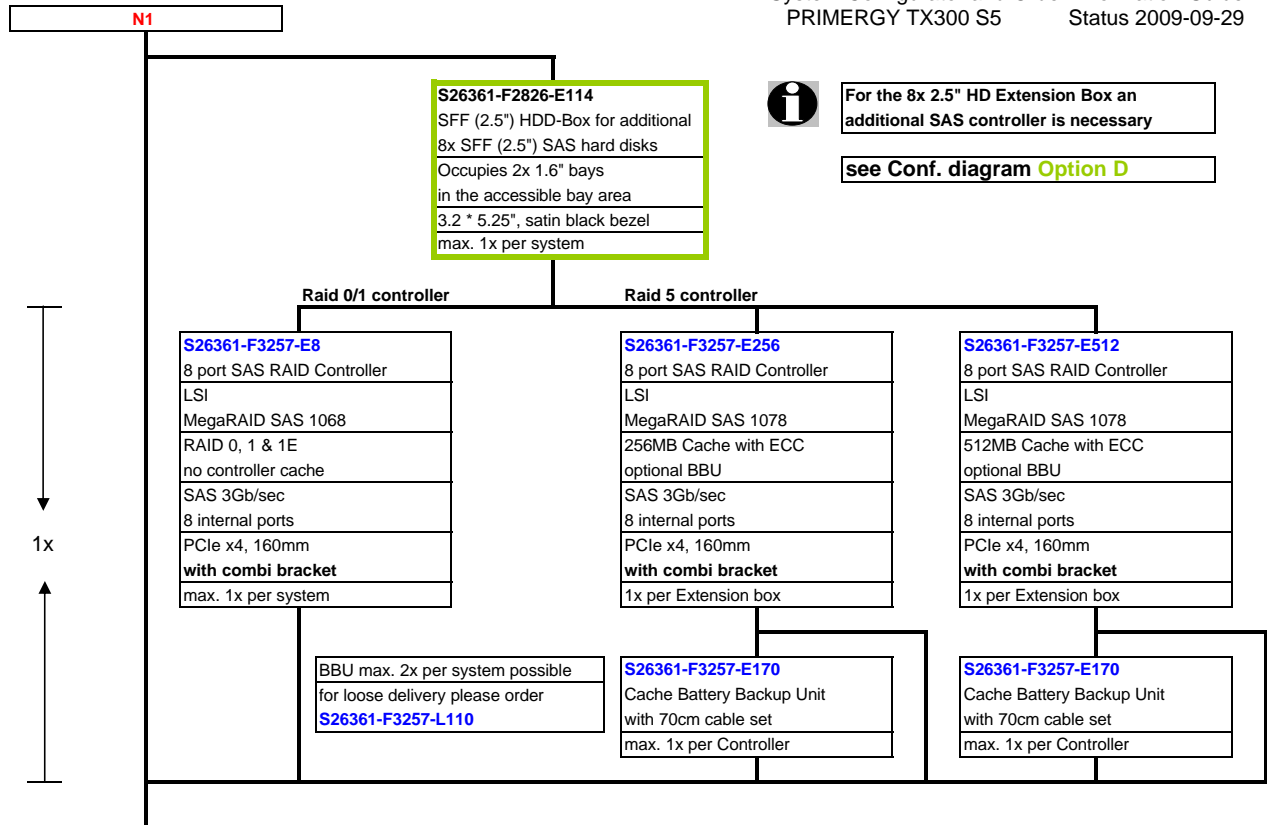 N1
PRIMERGY TX300 S5 Status 2009-09-29
S26361-F2826-E114
SFF (2.5") HDD-Box for additional
8x SFF (2.5") SAS hard disks
Occupies 2x 1.6" bays
in the accessible bay area
3.2 * 5.25", satin black bezel
max. 1x per system
For the 8x 2.5" HD Extension Box an
additional SAS controller is necessary
see Conf. diagram Option D
Raid 0/1 controller
Raid 5 controller
1x
S26361-F3257-E8
8 port SAS RAID Controller
LSI
MegaRAID SAS 1068
RAID 0, 1 & 1E
no controller cache
SAS 3Gb/sec
8 internal ports
PCIe x4, 160mm
with combi bracket
max. 1x per system
S26361-F3257-E256
8 port SAS RAID Controller
LSI
MegaRAID SAS 1078
256MB Cache with ECC
optional BBU
SAS 3Gb/sec
8 internal ports
PCIe x4, 160mm
with combi bracket
1x per Extension box
S26361-F3257-E512
8 port SAS RAID Controller
LSI
MegaRAID SAS 1078
512MB Cache with ECC
optional BBU
SAS 3Gb/sec
8 internal ports
PCIe x4, 160mm
with combi bracket
1x per Extension box
BBU max. 2x per system possible
for loose delivery please order
S26361-F3257-L110
S26361-F3257-E170
Cache Battery Backup Unit
with 70cm cable set
max. 1x per Controller
S26361-F3257-E170
Cache Battery Backup Unit
with 70cm cable set
max. 1x per Controller